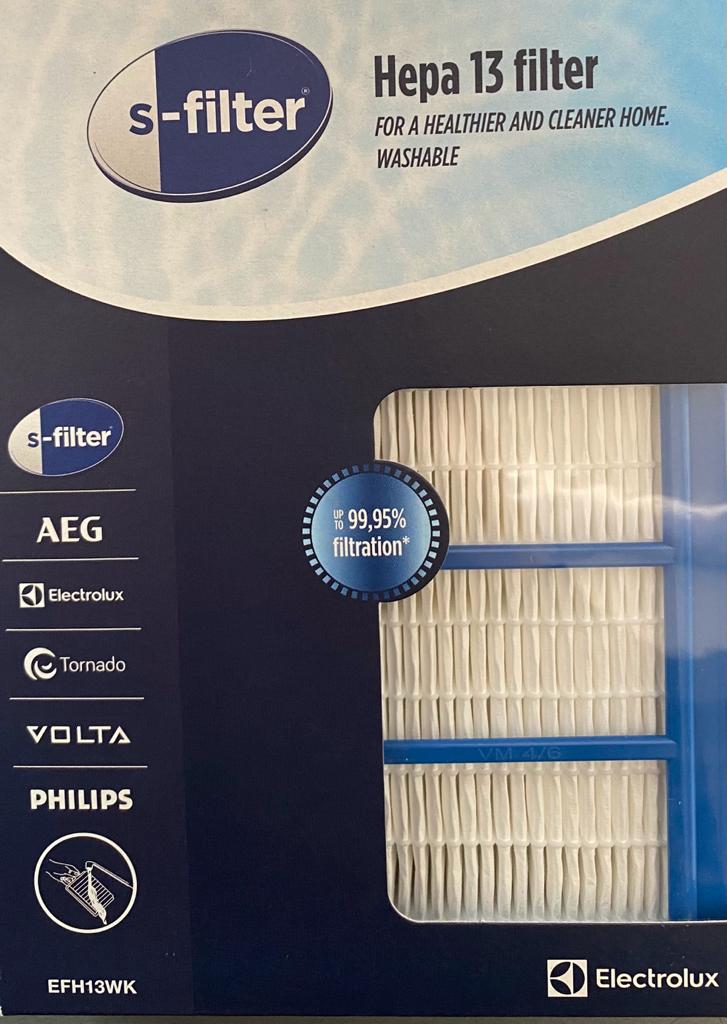 s-filter®
Hepa 13 filter
FOR A HEALTHIER AND CLEANER HOME.
WASHABLE
s-filter
AEG
Electrolux
Tornado
VOLTA
PHILIPS
EFH13WK
UP TO 99,95%
filtration*
VM 4/6
Electrolux